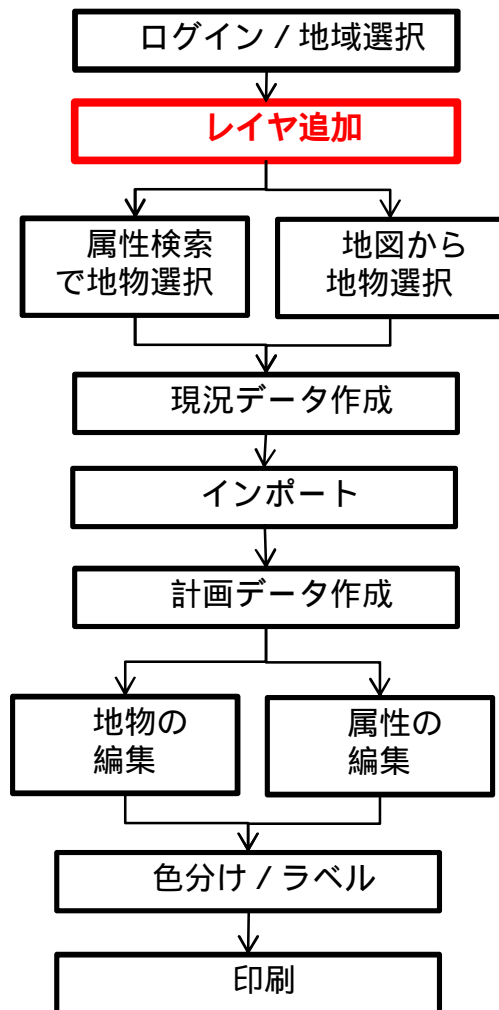 ログイン / 地域選択
レイヤ追加
属性検索
で地物選択
地図から
地物選択
現況データ作成
インポート
計画データ作成
地物の
編集
属性の
編集
色分け / ラベル
印刷